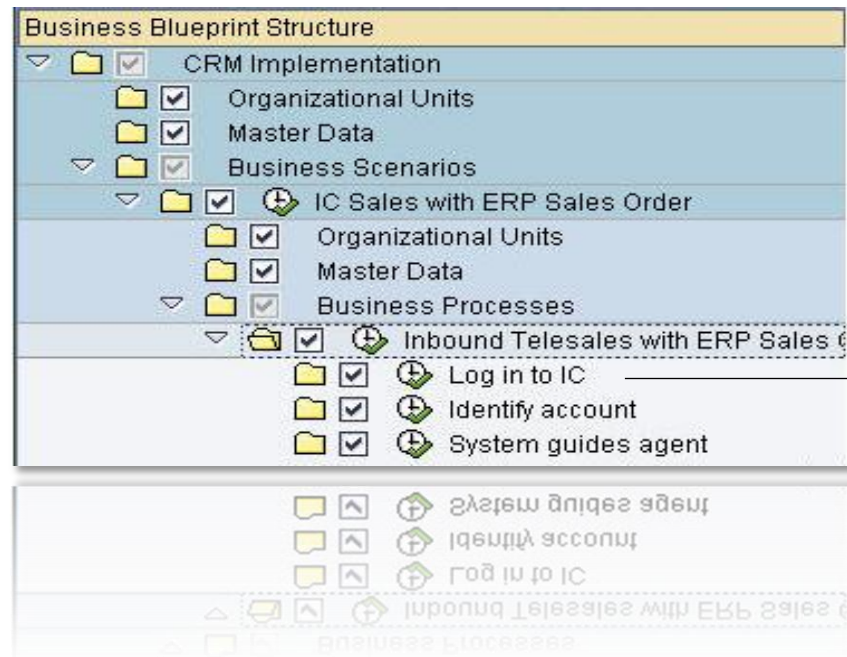 Business Blueprint Structure
CRM Implementation
Organizational Units
Master Data
Business Scenarios
IC Sales with ERP Sales Order
Organizational Units
Master Data
Business Processes
Inbound Telesales with ERP Sales
Log in to IC
Identify account
System guides agent